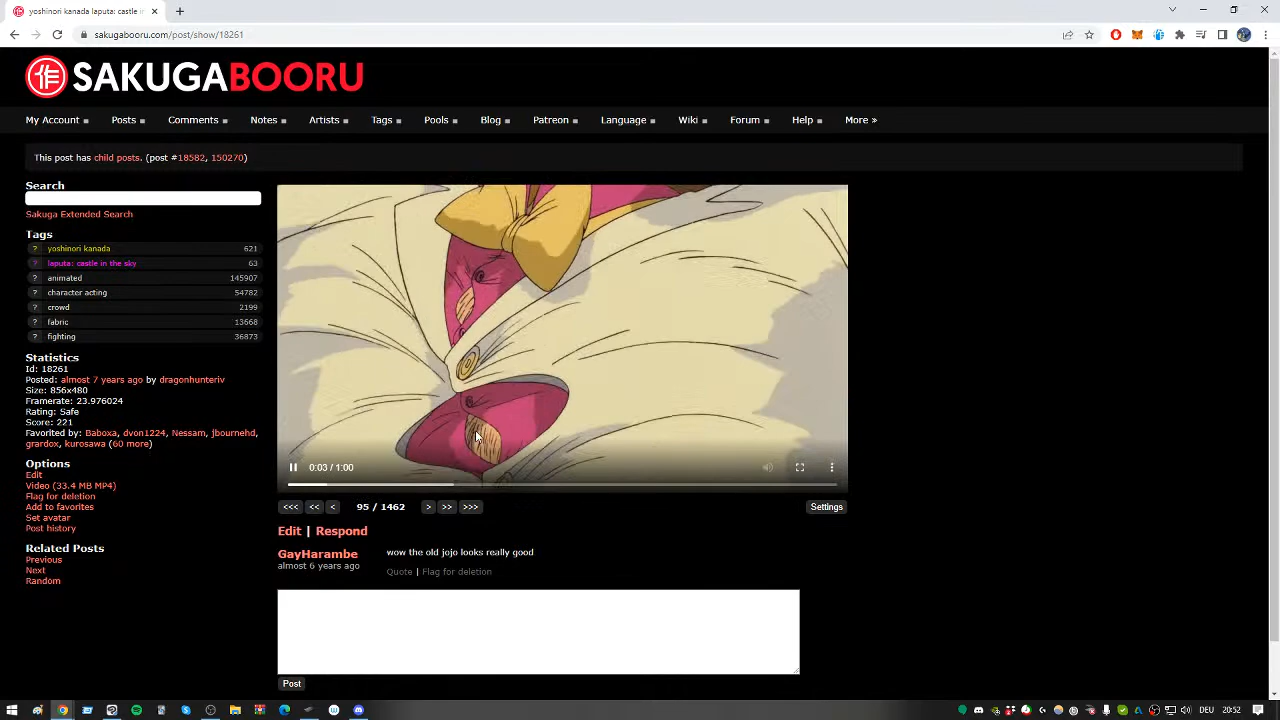 yoshinori kanada laputa: castle i
sakugabooru.com/post/show/18261
作 SAKUGABOORU
My Account Posts Comments Notes Artists Tags Pools Blog Patreon Language Wiki Forum Help More »
This post has child posts. (post #18582, 150270)
Search
Sakuga Extended Search
Tags
? yoshinori kanada 621
? laputa: castle in the sky 63
? animated 145907
? character acting 54782
? crowd 2199
? fabric 13668
? fighting 36873
Statistics
Id: 18261
Posted: almost 7 years ago by dragonhunteriv
Size: 856x480
Framerate: 23.976024
Rating: Safe
Score: 221
Favorited by: Baboxa, dvon1224, Nessam, jbournehd,
grardox, kurosawa (60 more)
Options
Edit
Video (33.4 MB MP4)
Flag for deletion
Add to favorites
Set avatar
Post history
Related Posts
Previous
Next
Random
0:03 / 1:00
<<< << < 95 / 1462 > >> >>> Settings
Edit | Respond
GayHarambe
almost 6 years ago
wow the old jojo looks really good
Quote | Flag for deletion
Post
DEU 20:52